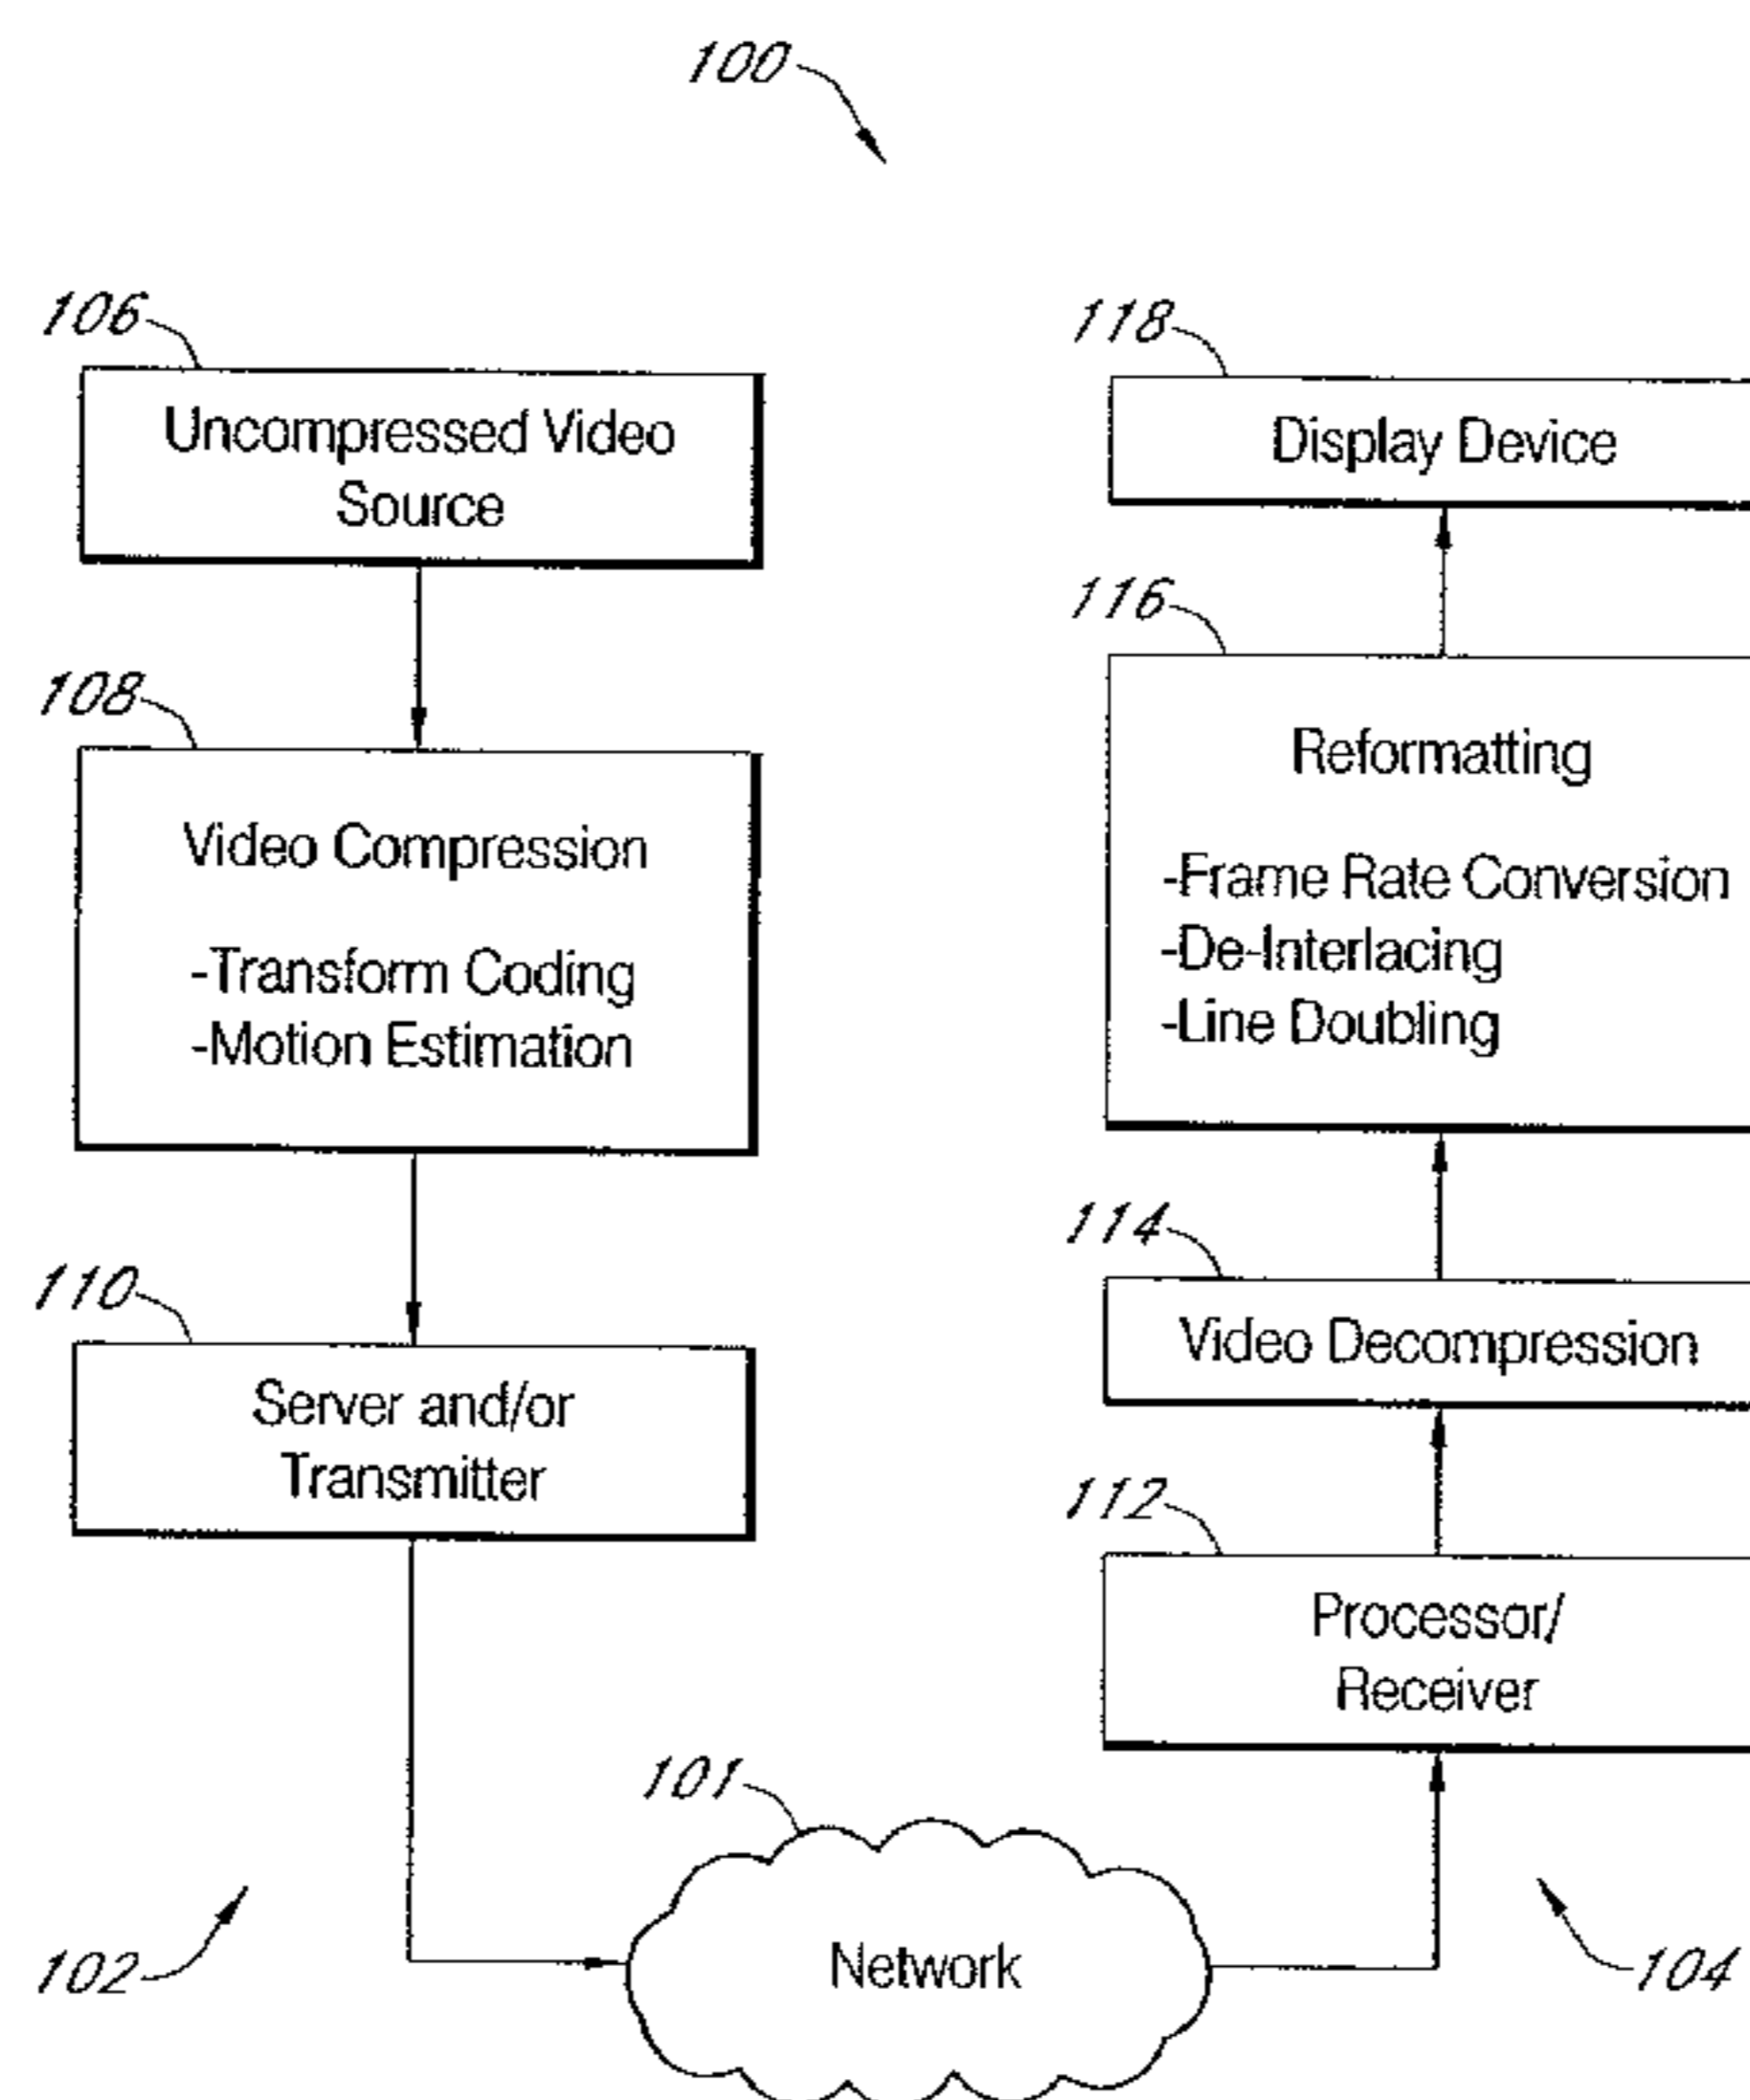 100
106
Uncompressed Video
Source
108
Video Compression
-Transform Coding
-Motion Estimation
110
Server and/or
Transmitter
102
101
Network
118
Display Device
116
Reformatting
-Frame Rate Conversion
-De-Interlacing
-Line Doubling
114
Video Decompression
112
Processor/
Receiver
104